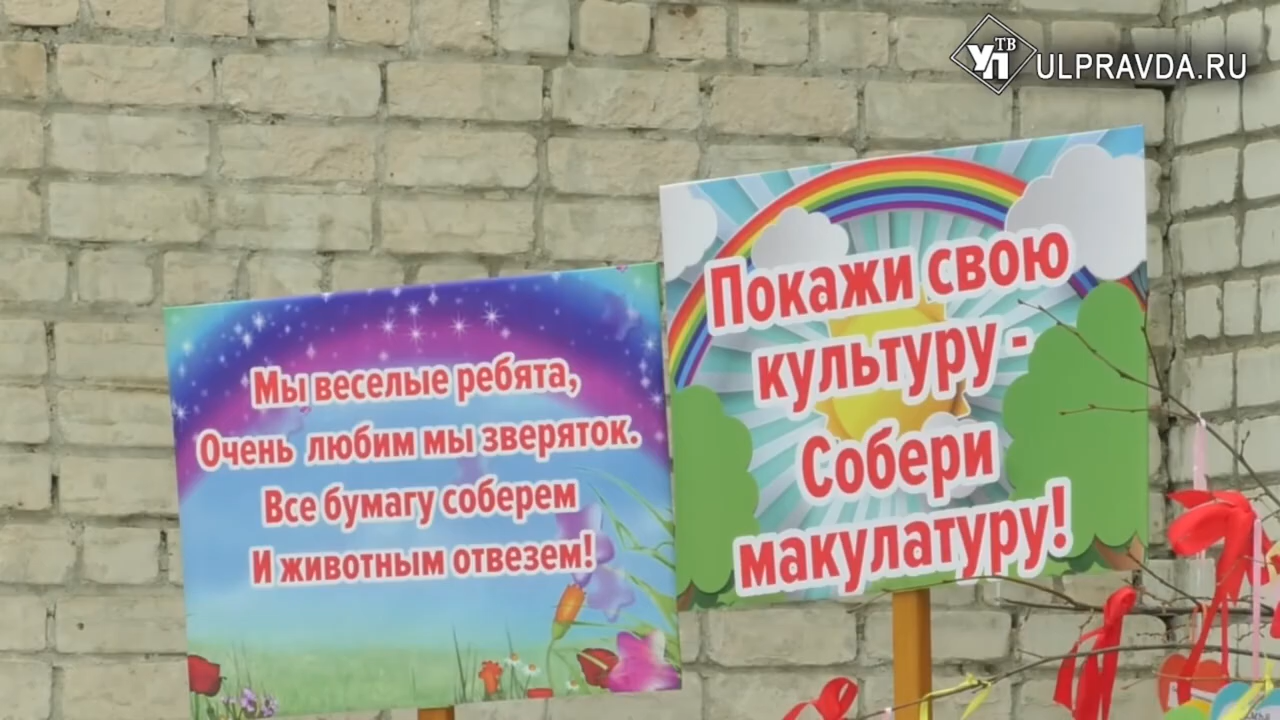 УП ТВ
ULPRAVDA.RU
Мы веселые ребята,
Очень любим мы зверяток.
Все бумагу соберем
И животным отвезем!
Покажи свою
культуру -
Собери
макулатуру!